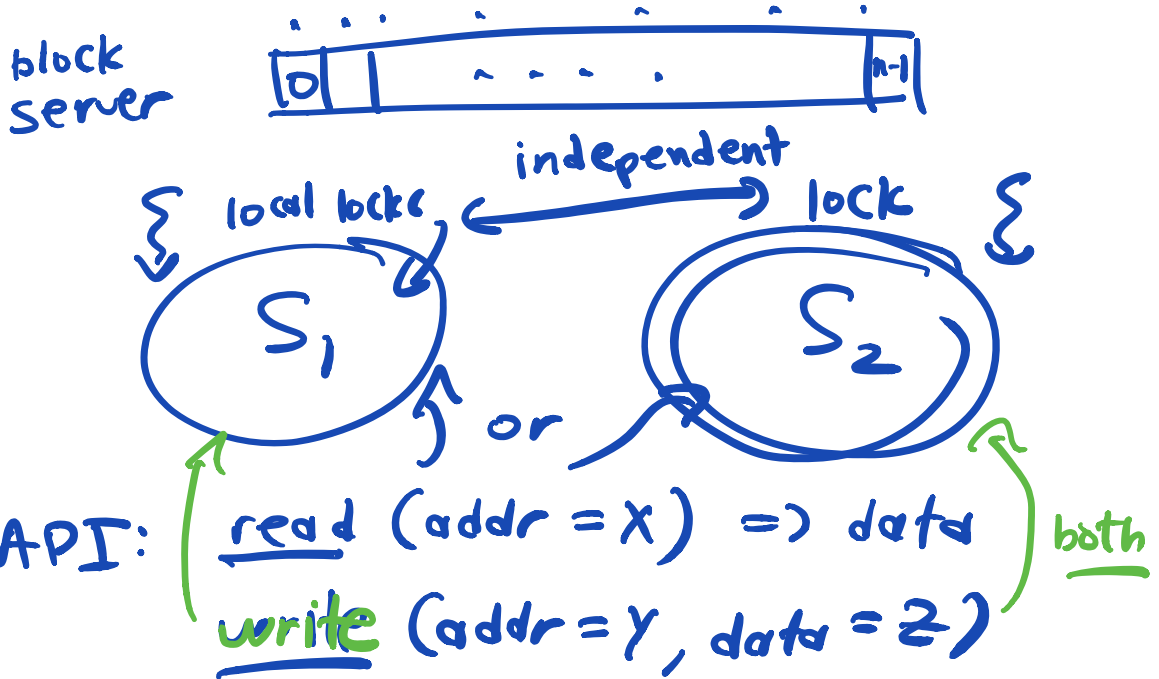 block
server
0 n-1
independent
{ local locks lock {
S1 S2
or
API: read (addr = X) => data
both
write (addr = Y, data = Z)